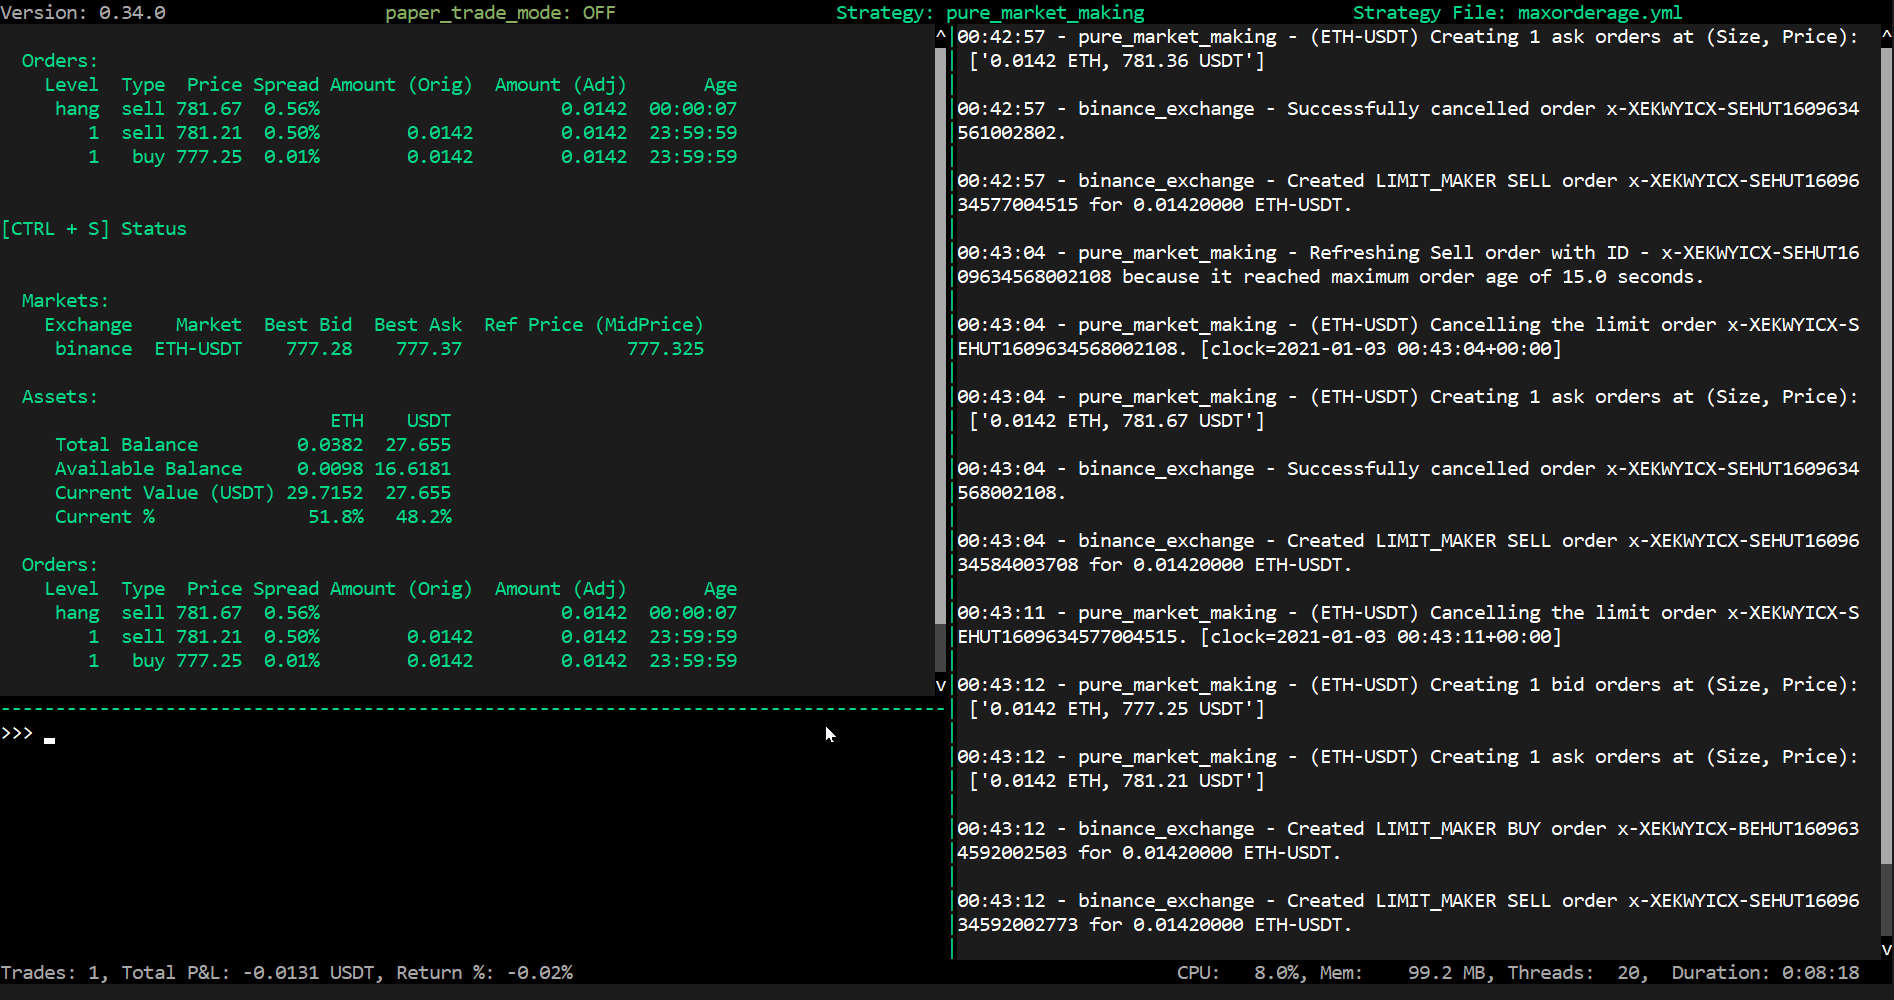 Version: 0.34.0 paper_trade_mode: OFF Strategy: pure_market_making Strategy File: maxorderage.yml
Orders:
Level Type Price Spread Amount (Orig) Amount (Adj) Age
hang sell 781.67 0.56% 0.0142 00:00:07
1 sell 781.21 0.50% 0.0142 0.0142 23:59:59
1 buy 777.25 0.01% 0.0142 0.0142 23:59:59
[CTRL + S] Status
Markets:
Exchange Market Best Bid Best Ask Ref Price (MidPrice)
binance ETH-USDT 777.28 777.37 777.325
Assets:
ETH USDT
Total Balance 0.0382 27.655
Available Balance 0.0098 16.6181
Current Value (USDT) 29.7152 27.655
Current % 51.8% 48.2%
Orders:
Level Type Price Spread Amount (Orig) Amount (Adj) Age
hang sell 781.67 0.56% 0.0142 00:00:07
1 sell 781.21 0.50% 0.0142 0.0142 23:59:59
1 buy 777.25 0.01% 0.0142 0.0142 23:59:59
>>> _
00:42:57 - pure_market_making - (ETH-USDT) Creating 1 ask orders at (Size, Price):
['0.0142 ETH, 781.36 USDT']
00:42:57 - binance_exchange - Successfully cancelled order x-XEKWYICX-SEHUT1609634
561002802.
00:42:57 - binance_exchange - Created LIMIT_MAKER SELL order x-XEKWYICX-SEHUT16096
34577004515 for 0.01420000 ETH-USDT.
00:43:04 - pure_market_making - Refreshing Sell order with ID - x-XEKWYICX-SEHUT16
09634568002108 because it reached maximum order age of 15.0 seconds.
00:43:04 - pure_market_making - (ETH-USDT) Cancelling the limit order x-XEKWYICX-S
EHUT1609634568002108. [clock=2021-01-03 00:43:04+00:00]
00:43:04 - pure_market_making - (ETH-USDT) Creating 1 ask orders at (Size, Price):
['0.0142 ETH, 781.67 USDT']
00:43:04 - binance_exchange - Successfully cancelled order x-XEKWYICX-SEHUT1609634
568002108.
00:43:04 - binance_exchange - Created LIMIT_MAKER SELL order x-XEKWYICX-SEHUT16096
34584003708 for 0.01420000 ETH-USDT.
00:43:11 - pure_market_making - (ETH-USDT) Cancelling the limit order x-XEKWYICX-S
EHUT1609634577004515. [clock=2021-01-03 00:43:11+00:00]
00:43:12 - pure_market_making - (ETH-USDT) Creating 1 bid orders at (Size, Price):
['0.0142 ETH, 777.25 USDT']
00:43:12 - pure_market_making - (ETH-USDT) Creating 1 ask orders at (Size, Price):
['0.0142 ETH, 781.21 USDT']
00:43:12 - binance_exchange - Created LIMIT_MAKER BUY order x-XEKWYICX-BEHUT160963
4592002503 for 0.01420000 ETH-USDT.
00:43:12 - binance_exchange - Created LIMIT_MAKER SELL order x-XEKWYICX-SEHUT16096
34592002773 for 0.01420000 ETH-USDT.
Trades: 1, Total P&L: -0.0131 USDT, Return %: -0.02% CPU: 8.0%, Mem: 99.2 MB, Threads: 20, Duration: 0:08:18